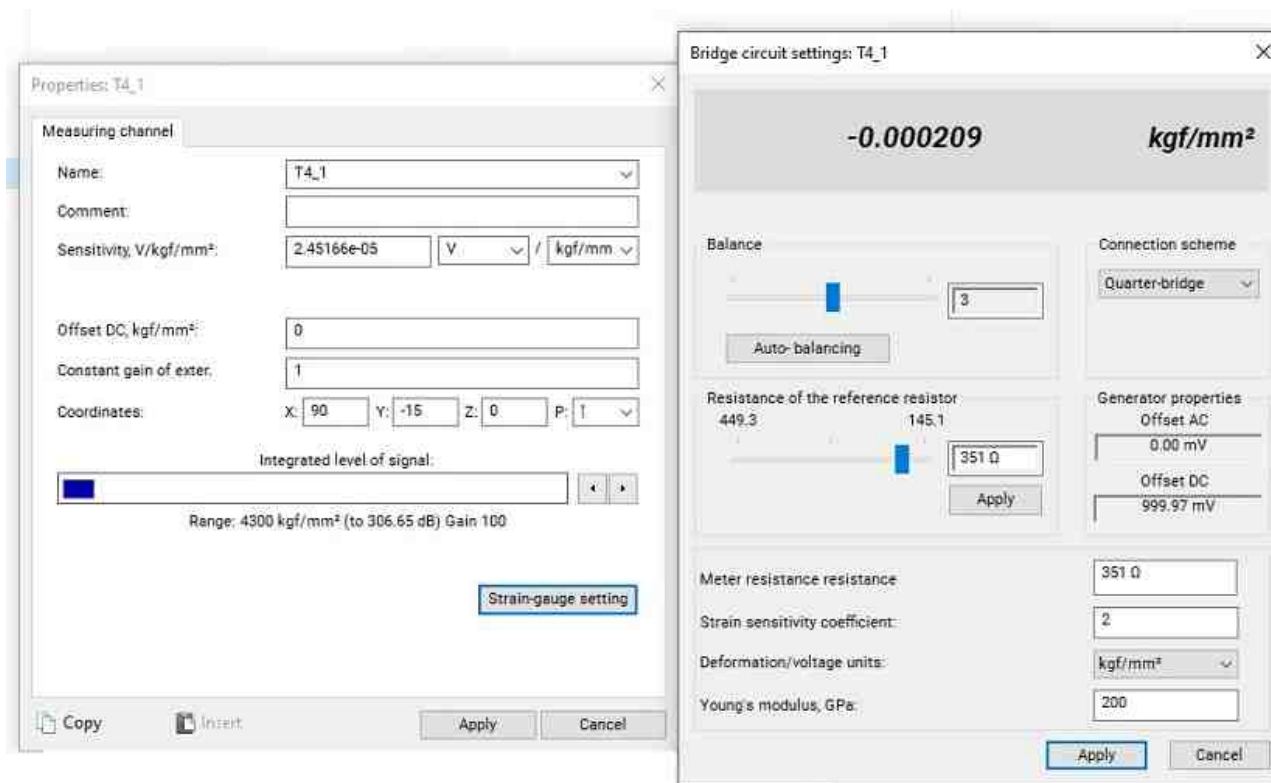 Properties: T4_1
Measuring channel
Name: T4_1
Comment:
Sensitivity, V/kgf/mm²: 2.45166e-05 V / kgf/mm
Offset DC, kgf/mm²: 0
Constant gain of exter. 1
Coordinates: X: 90 Y: -15 Z: 0 P:
Integrated level of signal:
Range: 4300 kgf/mm² (to 306.65 dB) Gain 100
Strain-gauge setting
Copy Insert Apply Cancel
Bridge circuit settings: T4_1
-0.000209 kgf/mm²
Balance
3
Auto- balancing
Connection scheme
Quarter-bridge
Resistance of the reference resistor
449.3 145.1
351 Ω
Apply
Generator properties
Offset AC
0.00 mV
Offset DC
999.97 mV
Meter resistance resistance 351 Ω
Strain sensitivity coefficient: 2
Deformation/voltage units: kgf/mm²
Young's modulus, GPa: 200
Apply Cancel